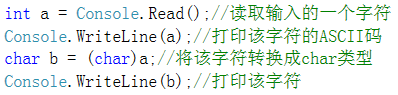 int a = Console.Read();//读取输入的一个字符
Console.WriteLine(a);//打印该字符的ASCII码
char b = (char)a;//将该字符转换成char类型
Console.WriteLine(b);//打印该字符